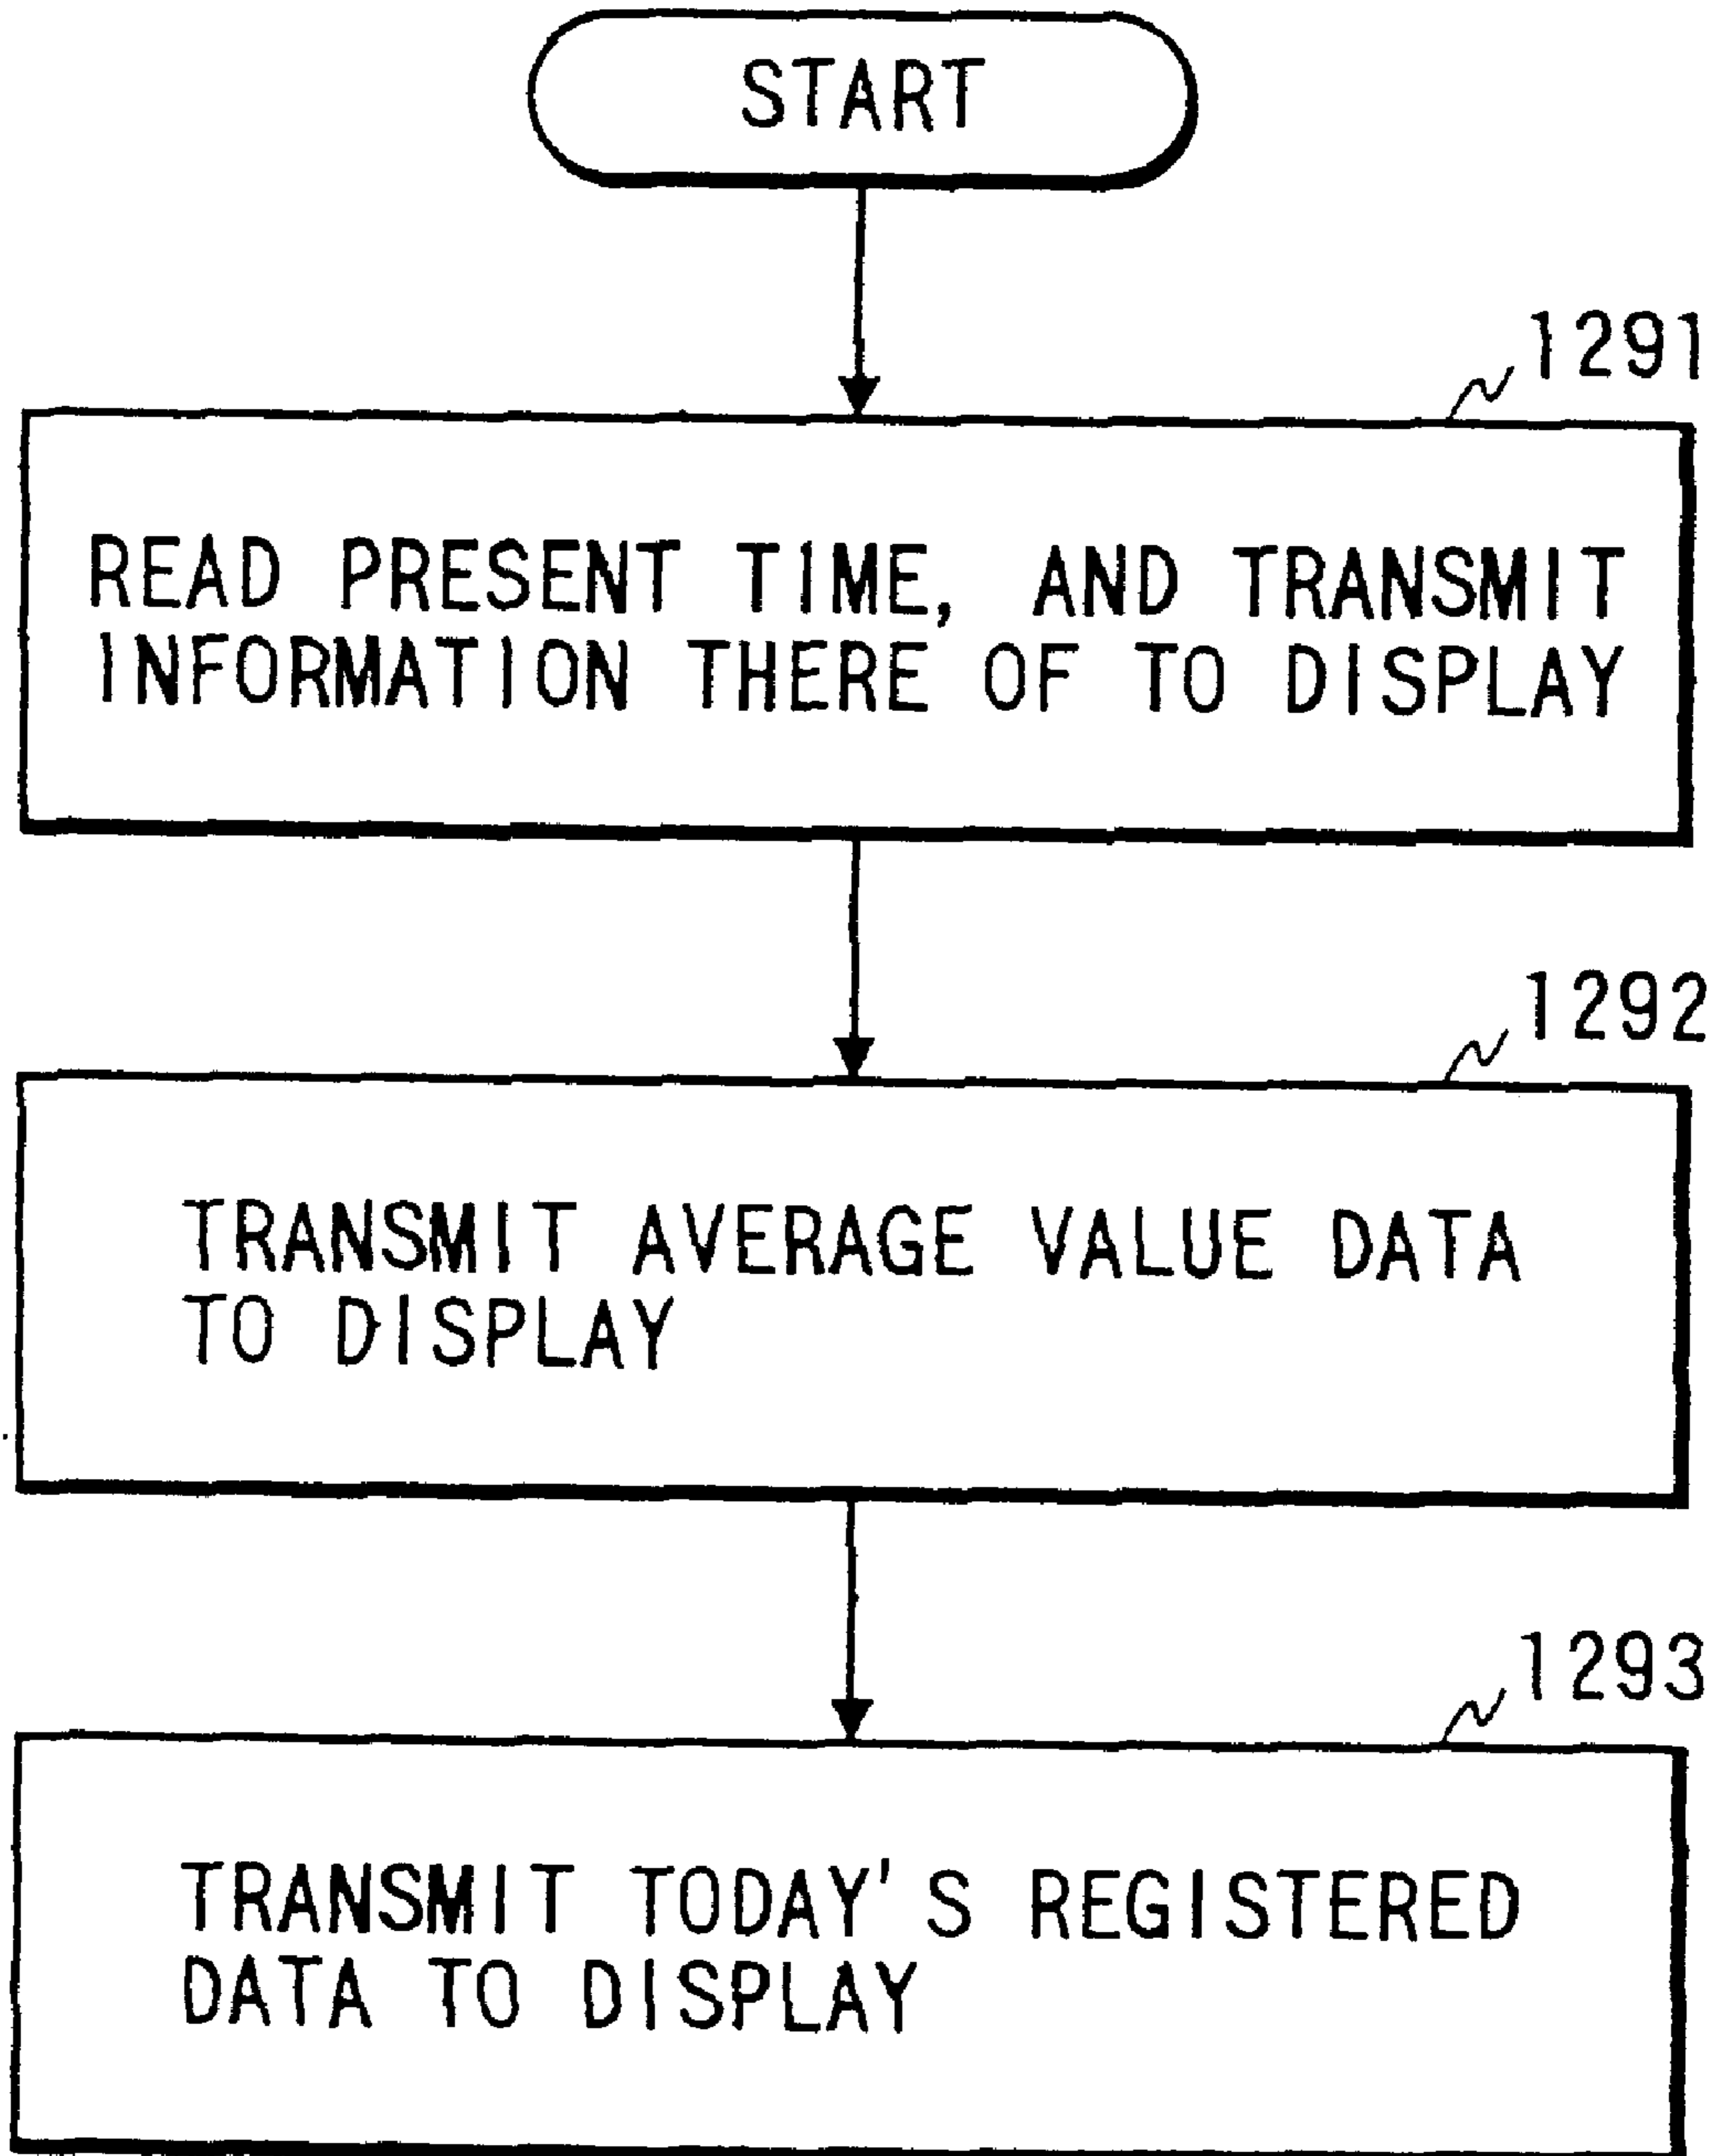 START
1291
READ PRESENT TIME, AND TRANSMIT
INFORMATION THERE OF TO DISPLAY
1292
TRANSMIT AVERAGE VALUE DATA
TO DISPLAY
1293
TRANSMIT TODAY'S REGISTERED
DATA TO DISPLAY